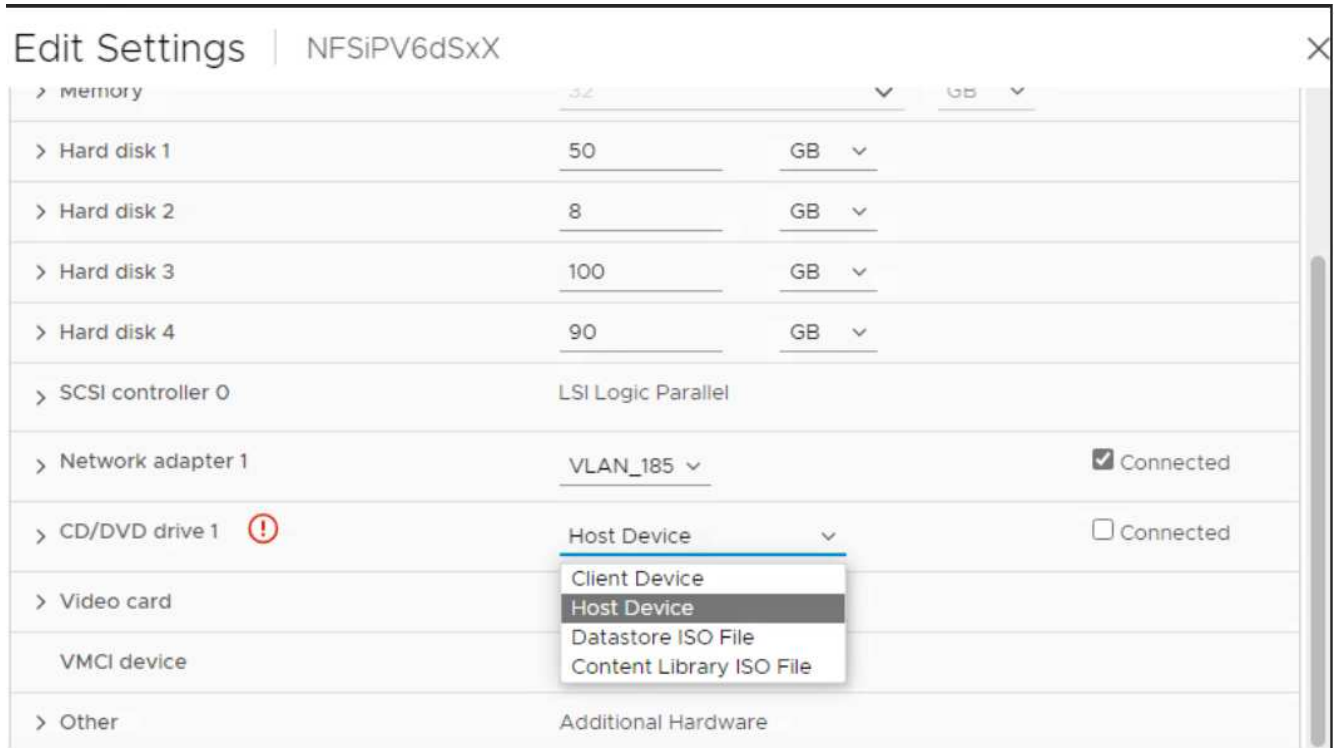 Edit Settings | NFSiPV6dSxX
Memory 32 GB
Hard disk 1 50 GB
Hard disk 2 8 GB
Hard disk 3 100 GB
Hard disk 4 90 GB
SCSI controller 0 LSI Logic Parallel
Network adapter 1 VLAN_185 Connected
CD/DVD drive 1 Host Device Connected
Client Device
Host Device
Datastore ISO File
Content Library ISO File
Video card
VMCI device
Other Additional Hardware